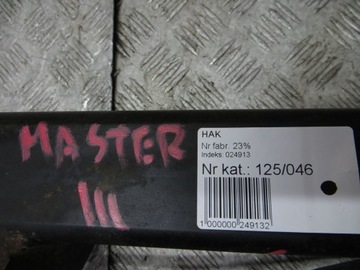 MASTER
III
HAK
Nr fabr. 23%
Indeks: 024913
Nr kat.: 125/046
1 000000 249132